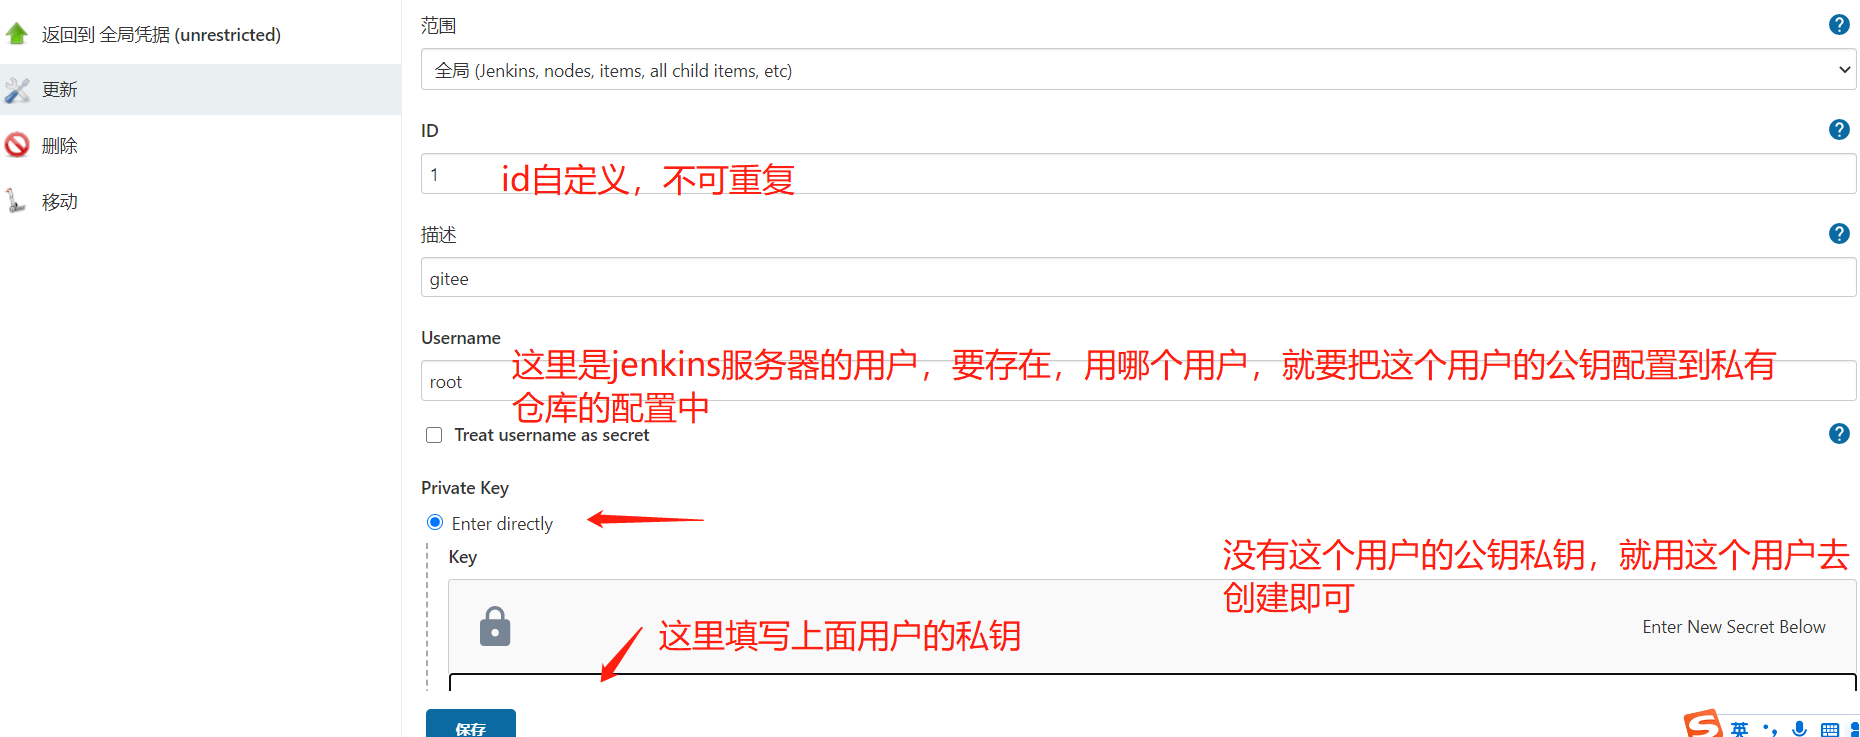 返回到 全局凭据 (unrestricted)
更新
删除
移动
范围
全局 (Jenkins, nodes, items, all child items, etc)
ID
1
id自定义，不可重复
描述
gitee
Username
root
这里是jenkins服务器的用户，要存在，用哪个用户，就要把这个用户的公钥配置到私有
仓库的配置中
Treat username as secret
Private Key
Enter directly
Key
没有这个用户的公钥私钥，就用这个用户去
创建即可
这里填写上面用户的私钥
Enter New Secret Below
保存
英